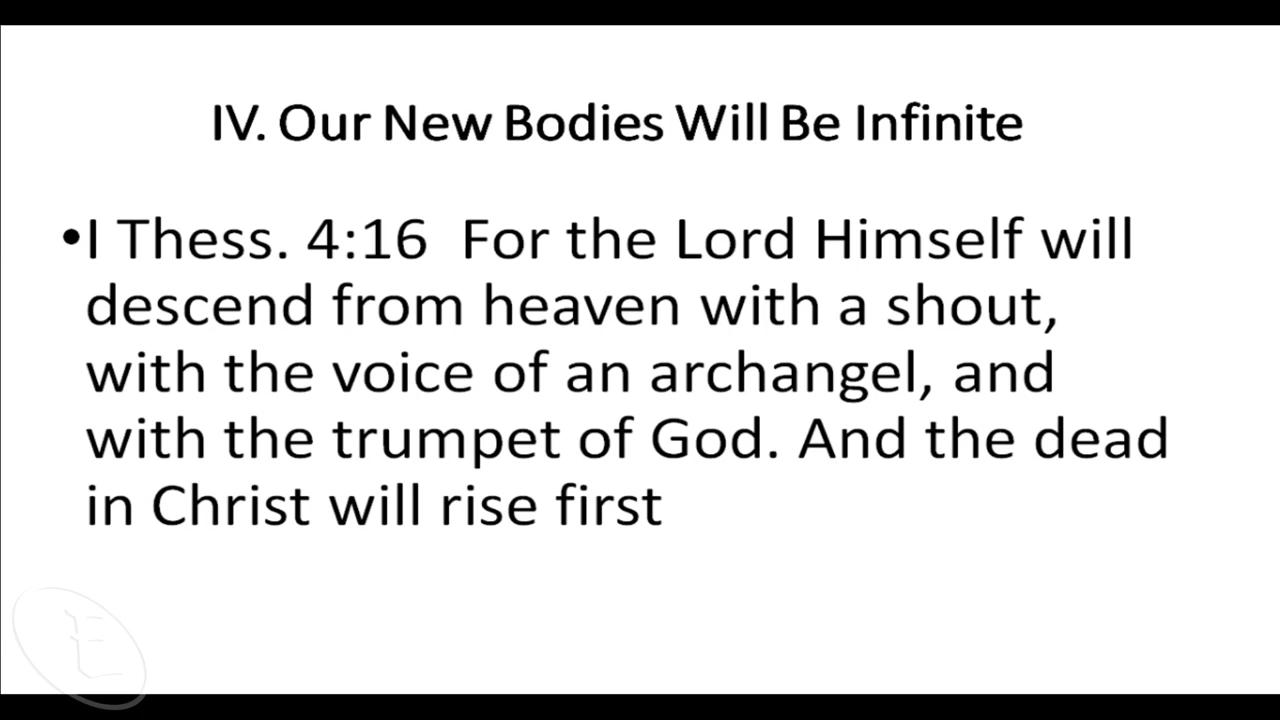 IV. Our New Bodies Will Be Infinite
•I Thess. 4:16  For the Lord Himself will
descend from heaven with a shout,
with the voice of an archangel, and
with the trumpet of God. And the dead
in Christ will rise first